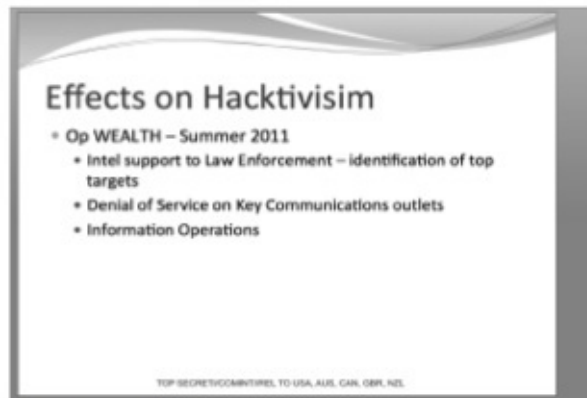 Effects on Hacktivisim
Op WEALTH – Summer 2011
Intel support to Law Enforcement – identification of top
targets
Denial of Service on Key Communications outlets
Information Operations
TOP SECRET//COMINT//REL TO USA, AUS, CAN, GBR, NZL